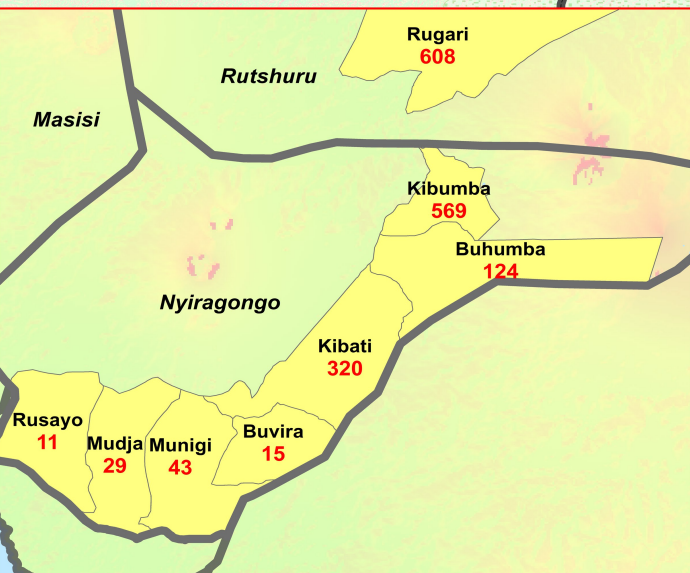 Rugari
608
Rutshuru
Masisi
Kibumba
569
Buhumba
124
Nyiragongo
Kibati
320
Rusayo
11
Mudja
29
Munigi
43
Buvira
15